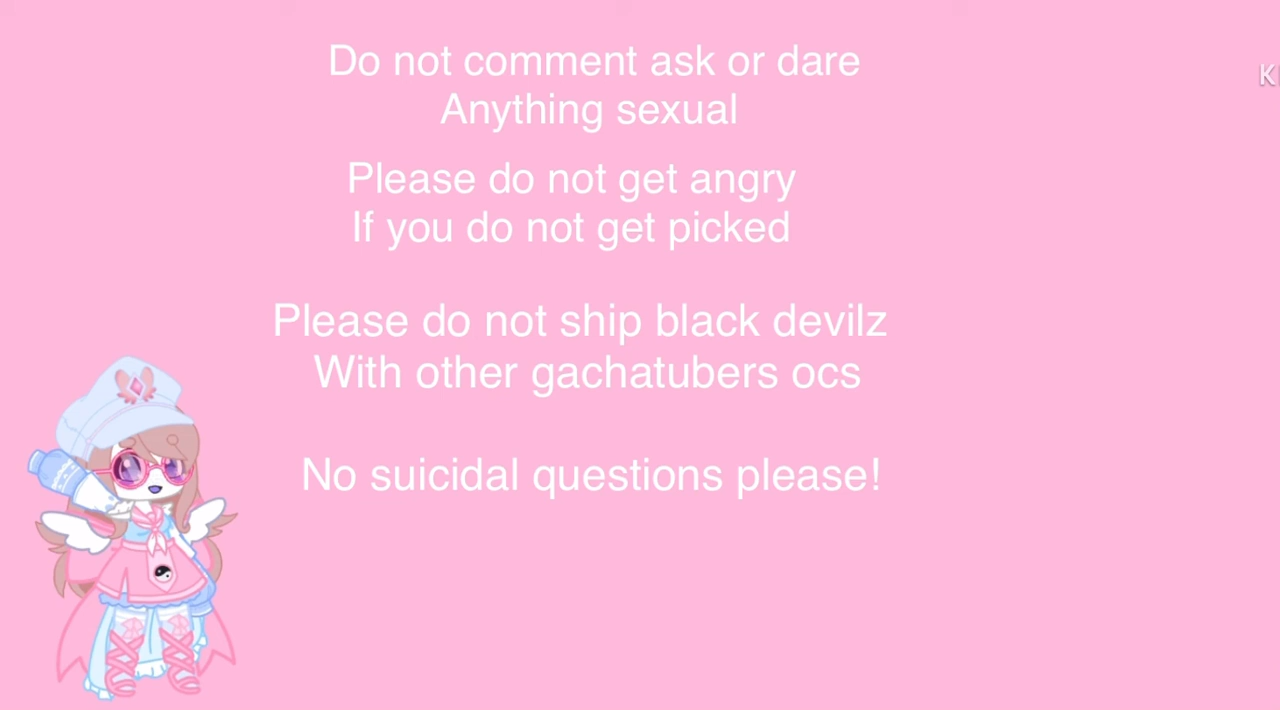 Do not comment ask or dare
Anything sexual
Please do not get angry
If you do not get picked
Please do not ship black devilz
With other gachatubers ocs
No suicidal questions please!